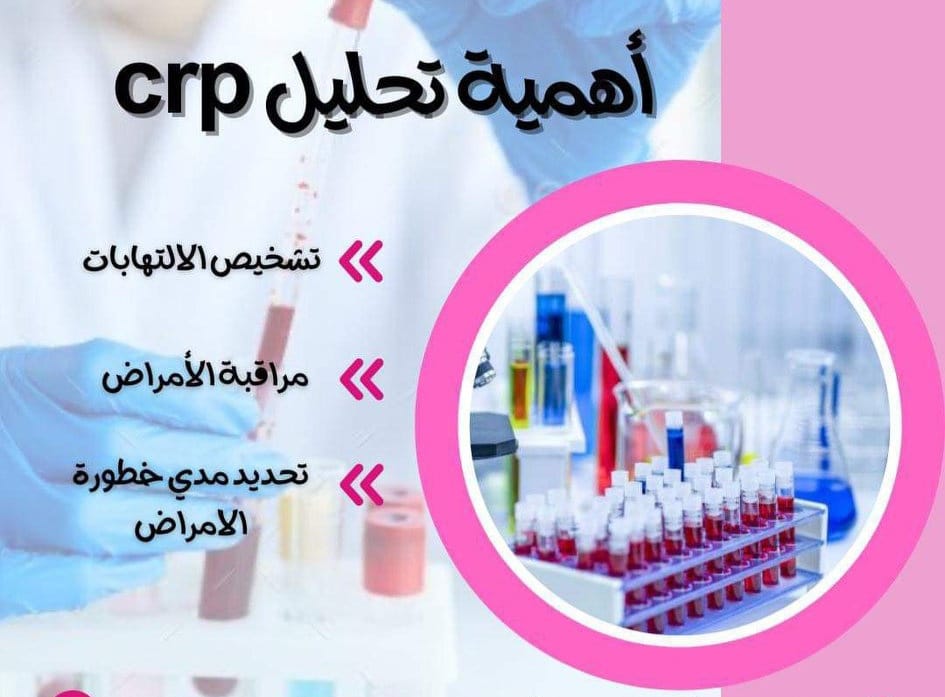 أهمية تحليل crp
تشخيص الالتهابات
مراقبة الأمراض
تحديد مدي خطورة
الامراض